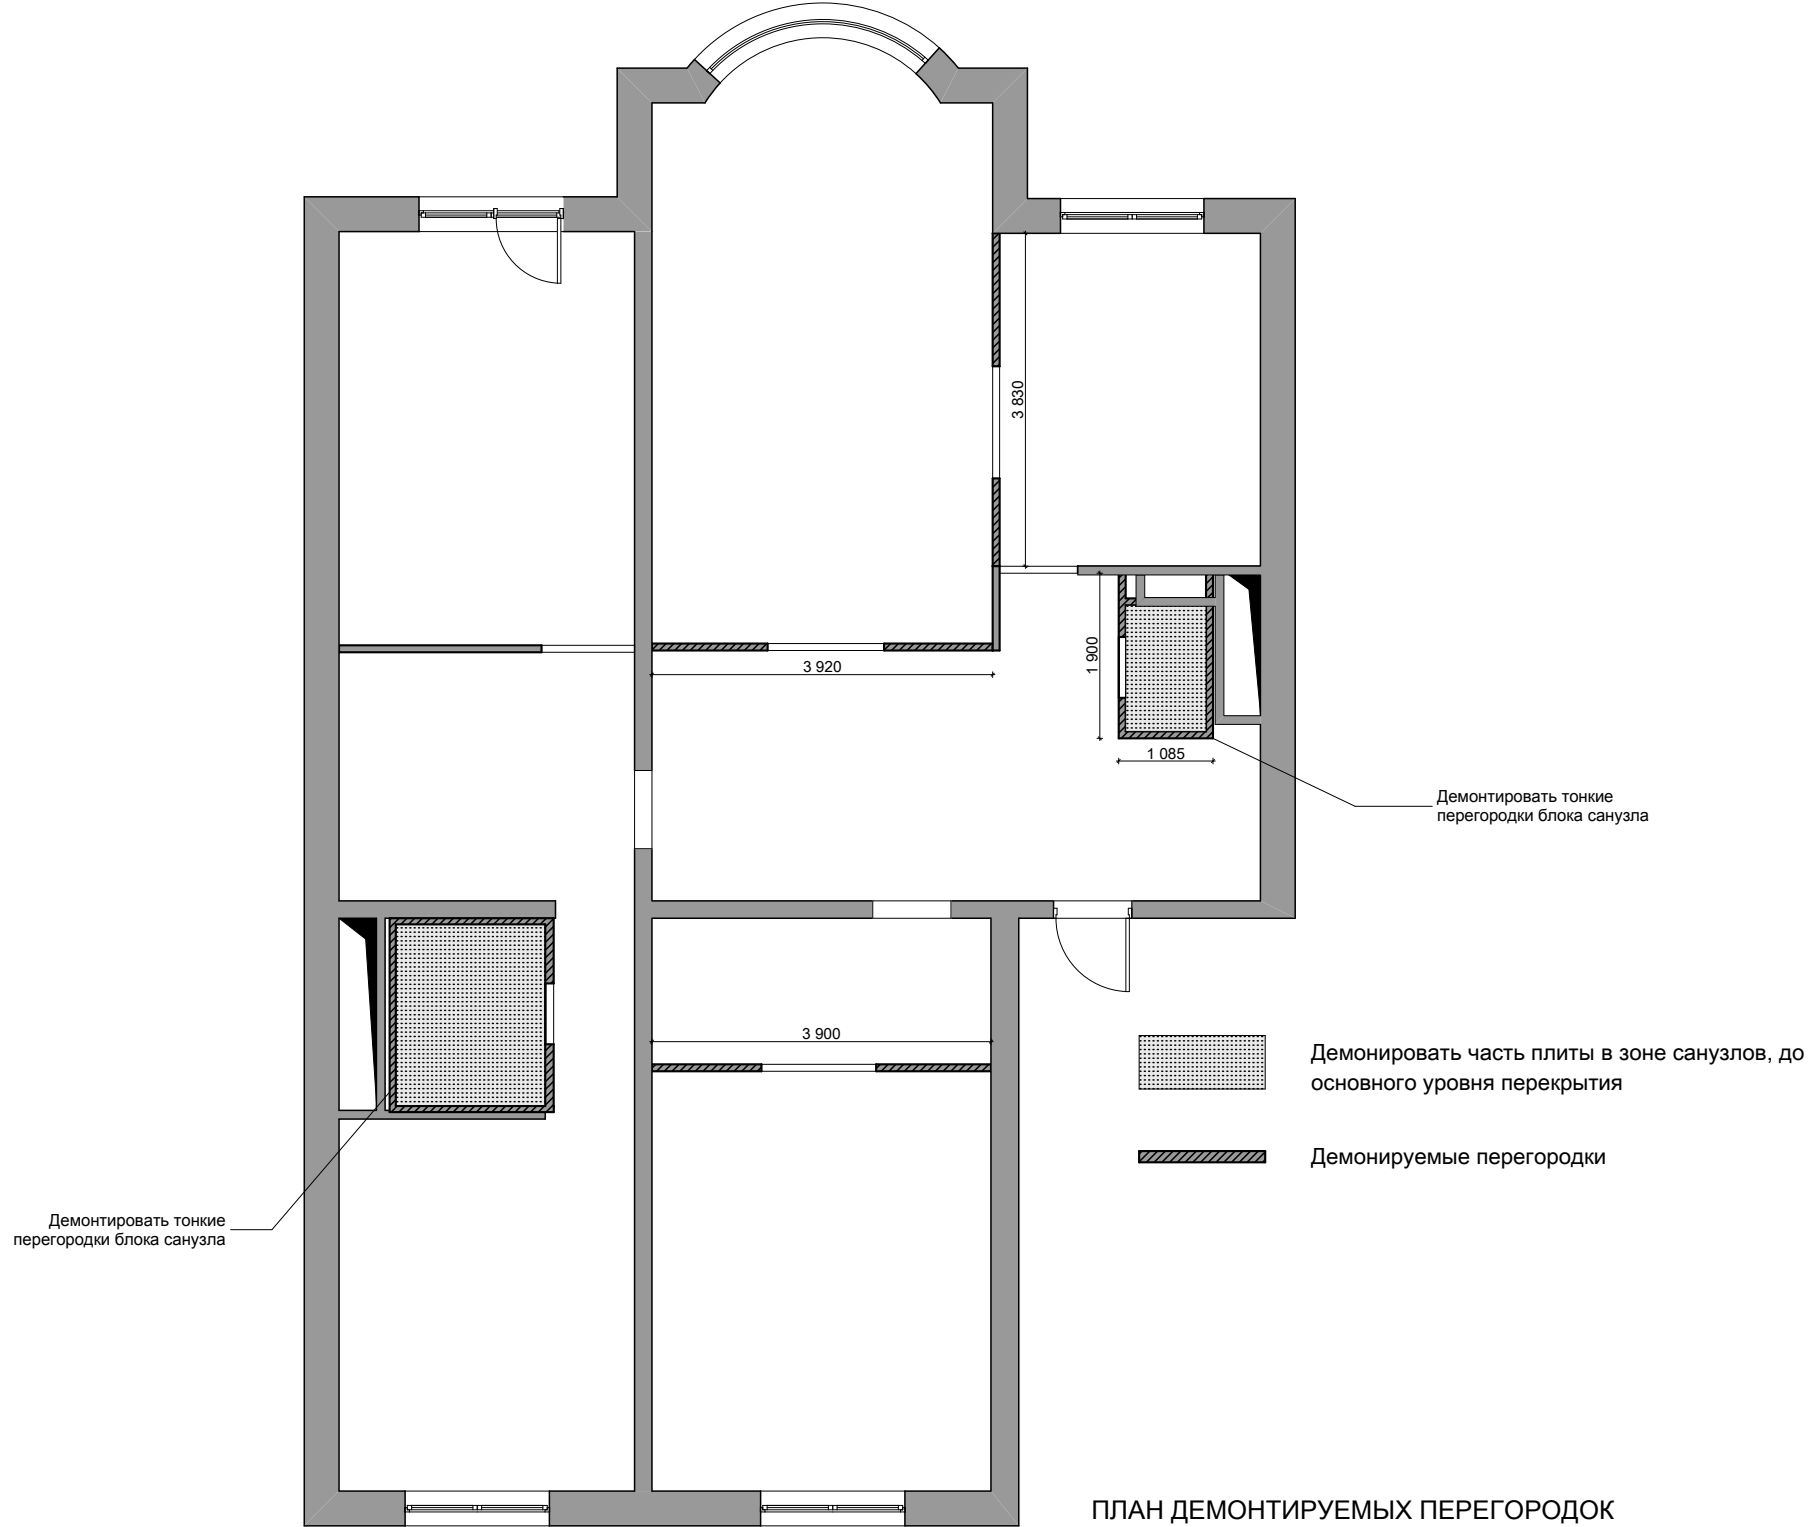 3 830
3 920
1 900
1 085
Демонтировать тонкие
перегородки блока санузла
3 900
Демонировать часть плиты в зоне санузлов, до
основного уровня перекрытия
Демонируемые перегородки
Демонтировать тонкие
перегородки блока санузла
ПЛАН ДЕМОНТИРУЕМЫХ ПЕРЕГОРОДОК